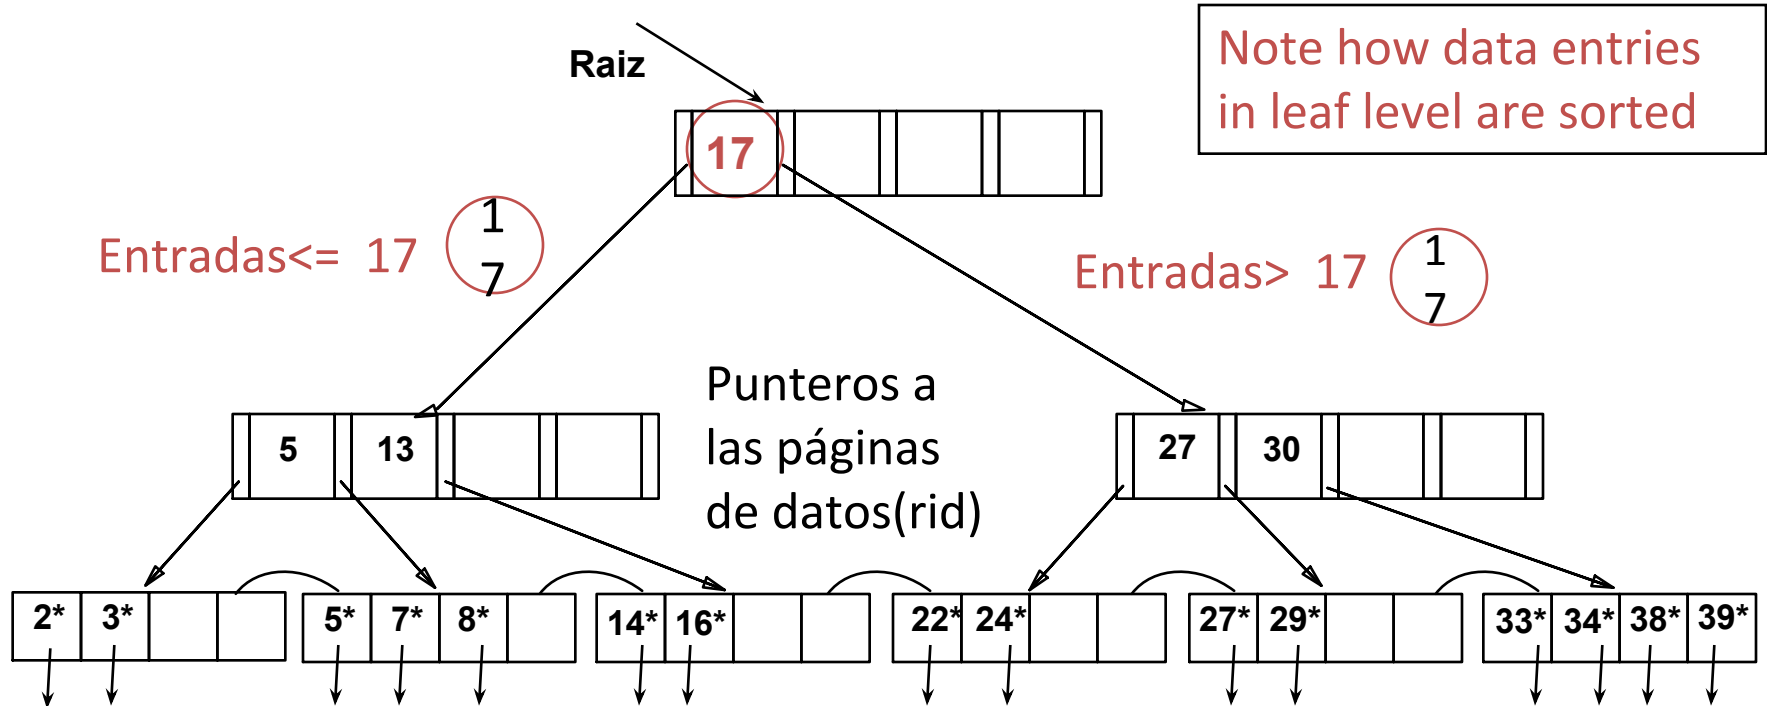 Raiz
Note how data entries
in leaf level are sorted
17
Entradas<= 17
1
7
Entradas> 17
1
7
Punteros a
las páginas
de datos(rid)
5 13
27 30
2* 3*
5* 7* 8*
14* 16*
22* 24*
27* 29*
33* 34* 38* 39*